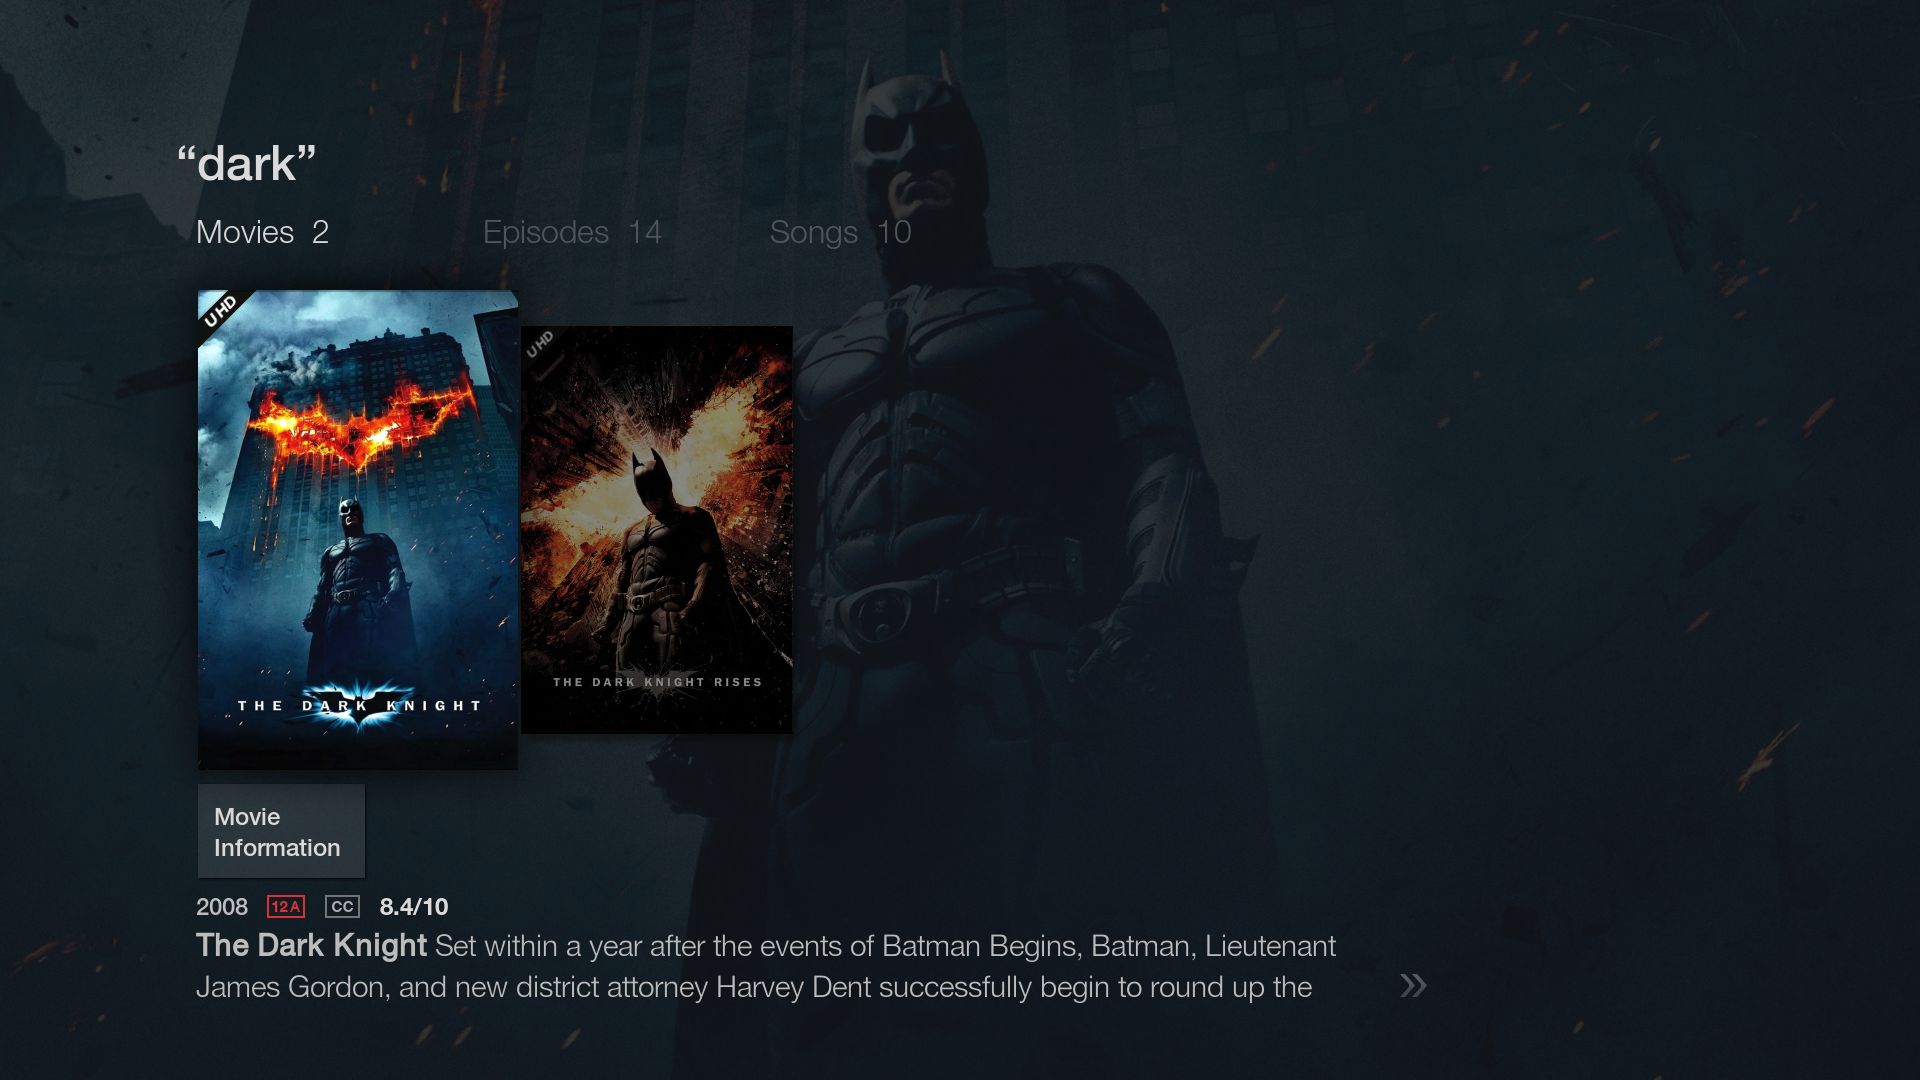 “dark”
Movies 2
Episodes 14
Songs 10
UHD
THE DARK KNIGHT
UHD
THE DARK KNIGHT RISES
Movie
Information
2008 12A CC 8.4/10
The Dark Knight Set within a year after the events of Batman Begins, Batman, Lieutenant
James Gordon, and new district attorney Harvey Dent successfully begin to round up the